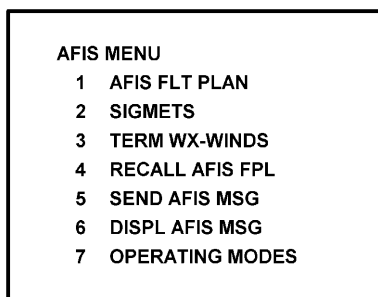 AFIS MENU
1 AFIS FLT PLAN
2 SIGMETS
3 TERM WX-WINDS
4 RECALL AFIS FPL
5 SEND AFIS MSG
6 DISPL AFIS MSG
7 OPERATING MODES